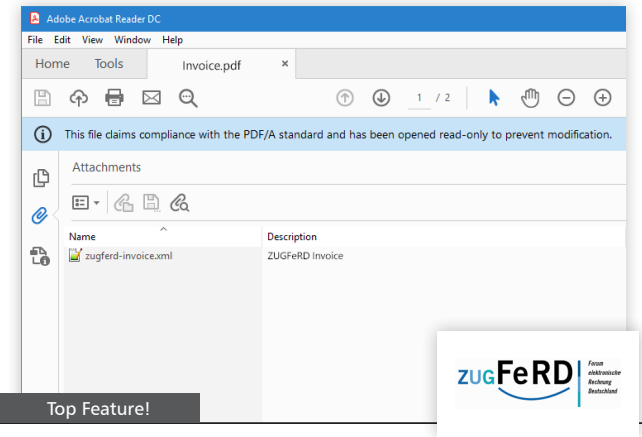 Adobe Acrobat Reader DC
File Edit View Window Help
Home Tools Invoice.pdf ×
1 / 2
This file claims compliance with the PDF/A standard and has been opened read-only to prevent modification.
Attachments
Name Description
zugferd-invoice.xml ZUGFeRD Invoice
ZUGFeRD
Forum
elektronische
Rechnung
Deutschland
Top Feature!